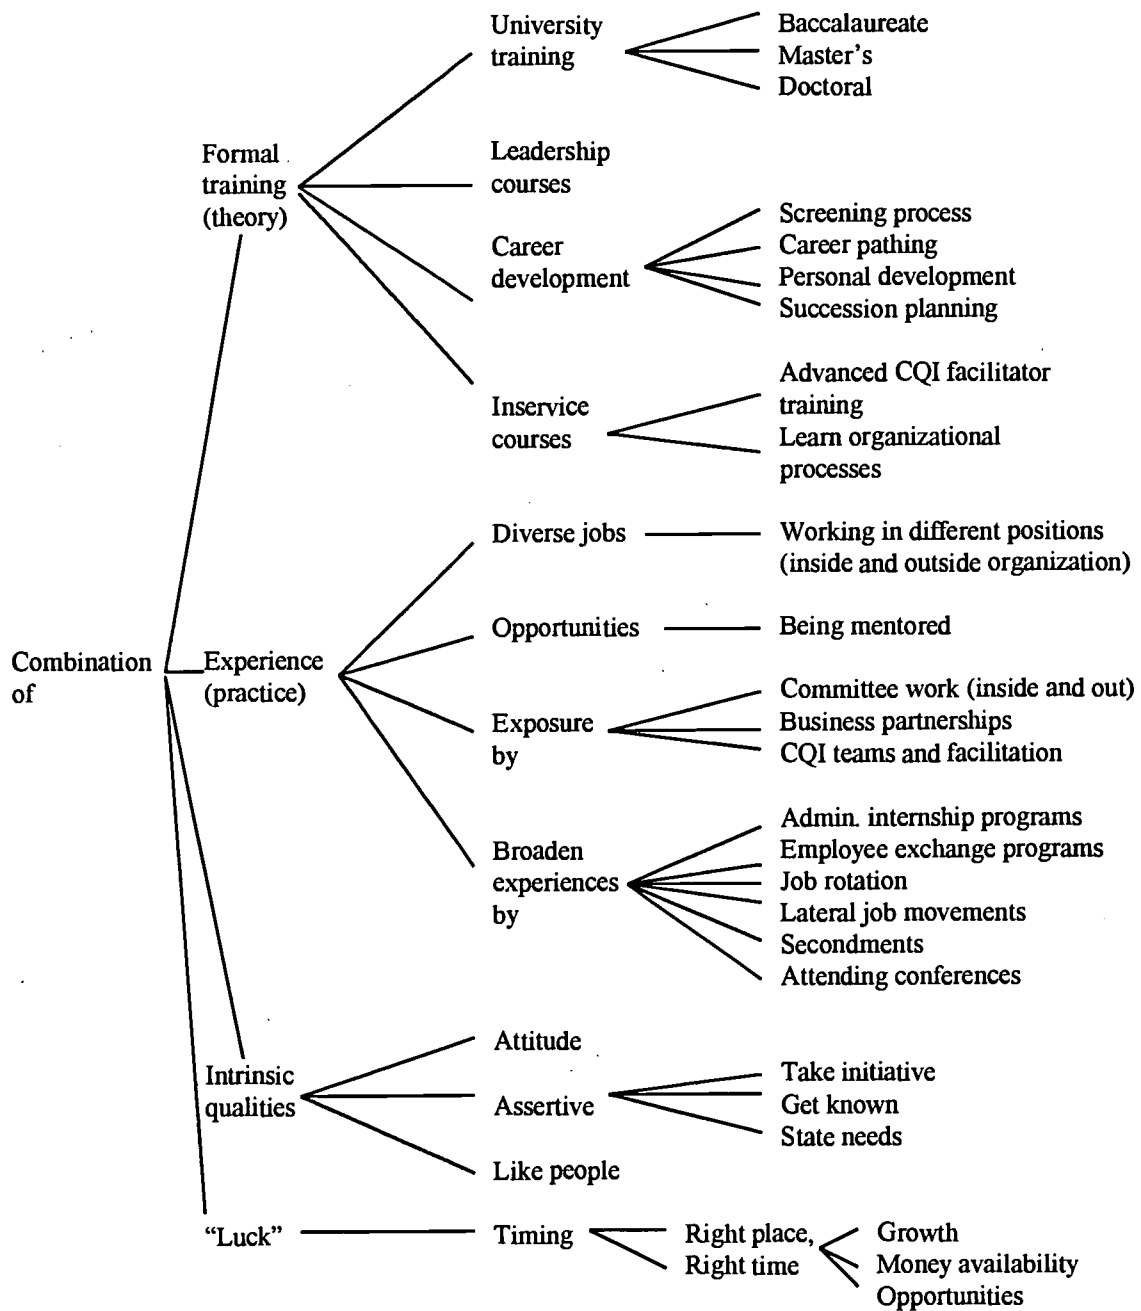 University
training
Baccalaureate
Master's
Doctoral
Formal
training
(theory)
Leadership
courses
Career
development
Screening process
Career pathing
Personal development
Succession planning
Inservice
courses
Advanced CQI facilitator
training
Learn organizational
processes
Combination
of
Experience
(practice)
Diverse jobs
Working in different positions
(inside and outside organization)
Opportunities
Being mentored
Exposure
by
Committee work (inside and out)
Business partnerships
CQI teams and facilitation
Broaden
experiences
by
Admin. internship programs
Employee exchange programs
Job rotation
Lateral job movements
Secondments
Attending conferences
Intrinsic
qualities
Attitude
Assertive
Take initiative
Get known
State needs
Like people
“Luck”
Timing
Right place,
Right time
Growth
Money availability
Opportunities